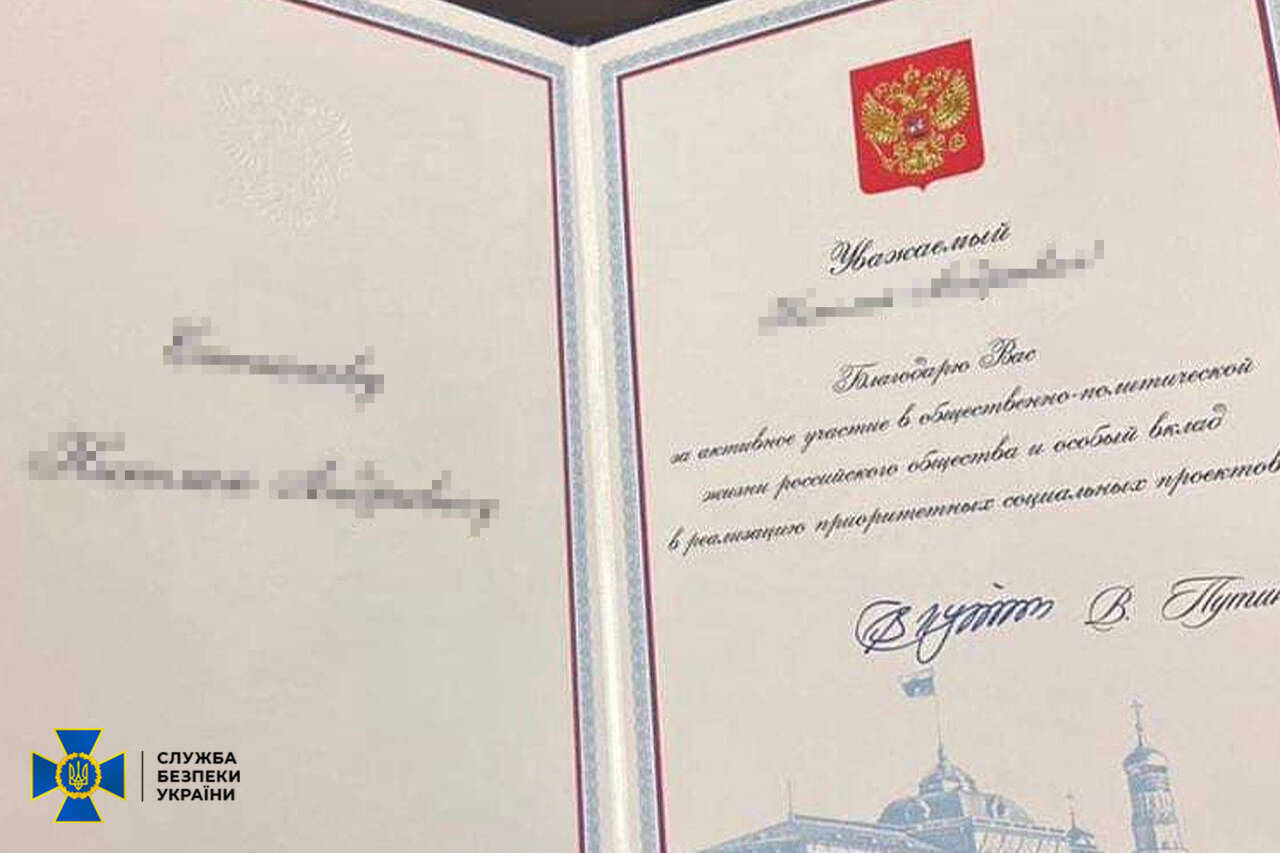 Уважаемый
Благодарю Вас
за активное участие в общественно-политической
жизни российского общества и особый вклад
в реализацию приоритетных социальных проектов
В. Путин
СЛУЖБА
БЕЗПЕКИ
УКРАЇНИ